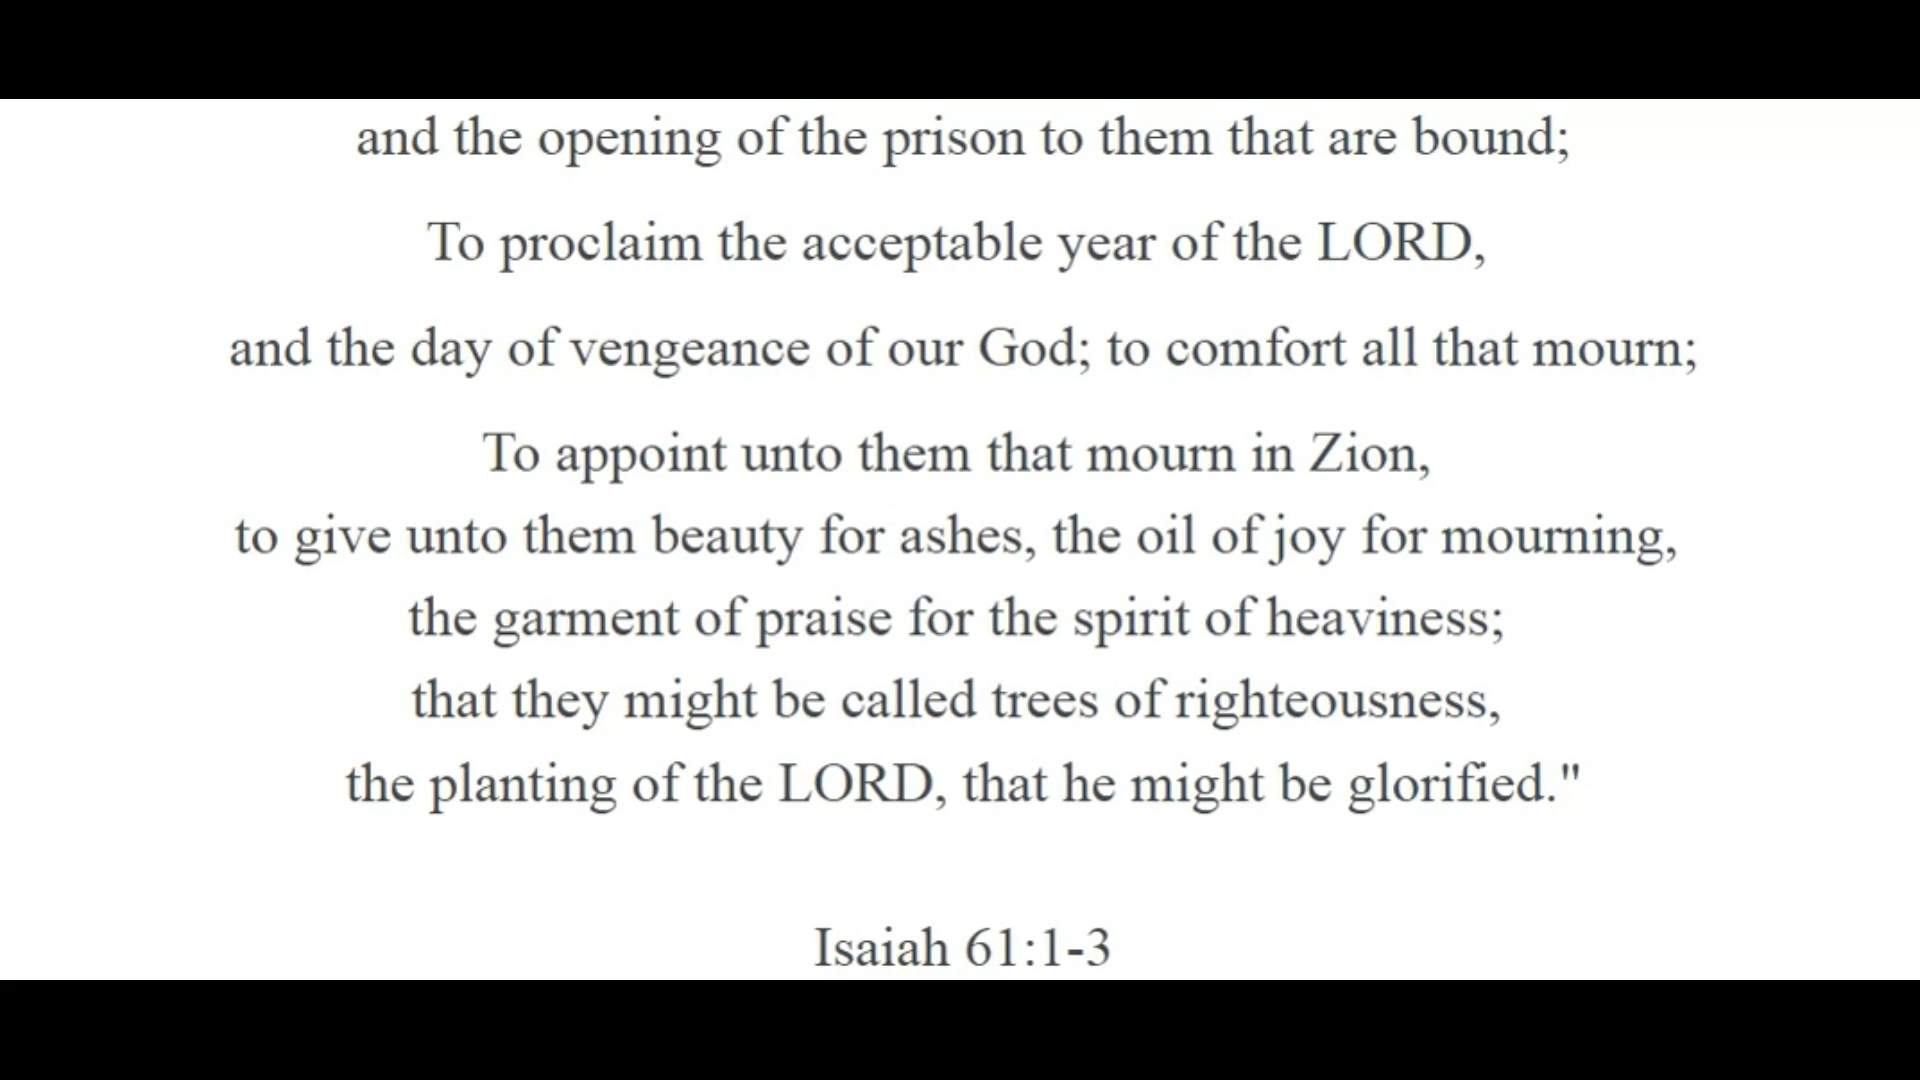 and the opening of the prison to them that are bound;
To proclaim the acceptable year of the LORD,
and the day of vengeance of our God; to comfort all that mourn;
To appoint unto them that mourn in Zion,
to give unto them beauty for ashes, the oil of joy for mourning,
the garment of praise for the spirit of heaviness;
that they might be called trees of righteousness,
the planting of the LORD, that he might be glorified."
Isaiah 61:1-3